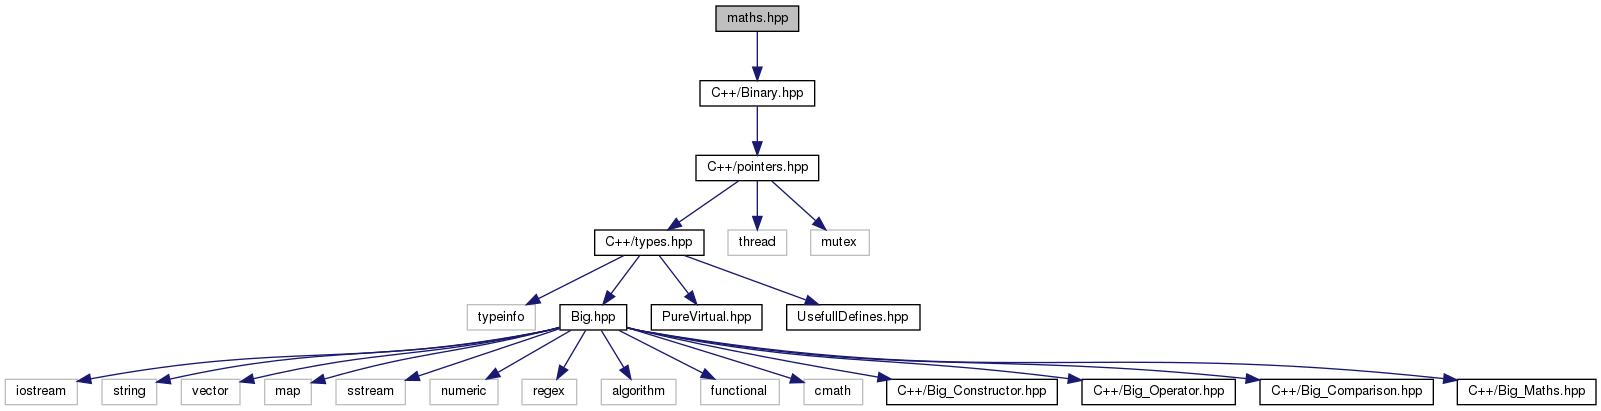 maths.hpp
C++/Binary.hpp
C++/pointers.hpp
C++/types.hpp
thread
mutex
typeinfo
Big.hpp
PureVirtual.hpp
UsefullDefines.hpp
iostream
string
vector
map
sstream
numeric
regex
algorithm
functional
cmath
C++/Big_Constructor.hpp
C++/Big_Operator.hpp
C++/Big_Comparison.hpp
C++/Big_Maths.hpp